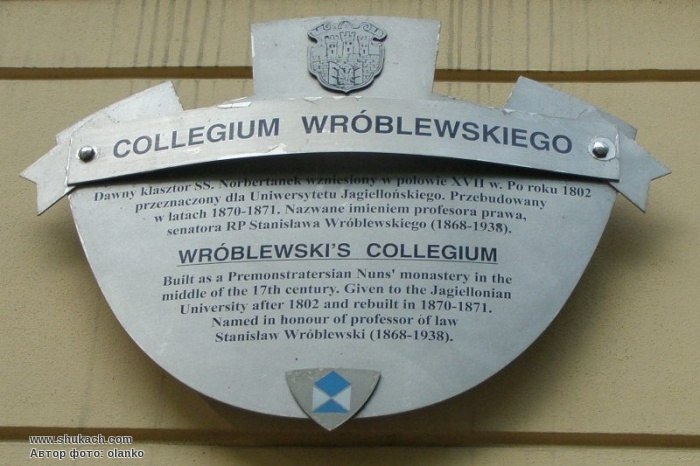 COLLEGIUM WRÓBLEWSKIEGO
Dawny klasztor SS. Norbertanek wzniesiony w połowie XVII w. Po roku 1802
przeznaczony dla Uniwersytetu Jagiellońskiego. Przebudowany
w latach 1870-1871. Nazwane imieniem profesora prawa,
senatora RP Stanisława Wróblewskiego (1868-1938).
WRÓBLEWSKI'S COLLEGIUM
Built as a Premonstratersian Nuns' monastery in the
middle of the 17th century. Given to the Jagiellonian
University after 1802 and rebuilt in 1870-1871.
Named in honour of professor of law
Stanisław Wróblewski (1868-1938).
www.shukach.com
Автор фото: olanko